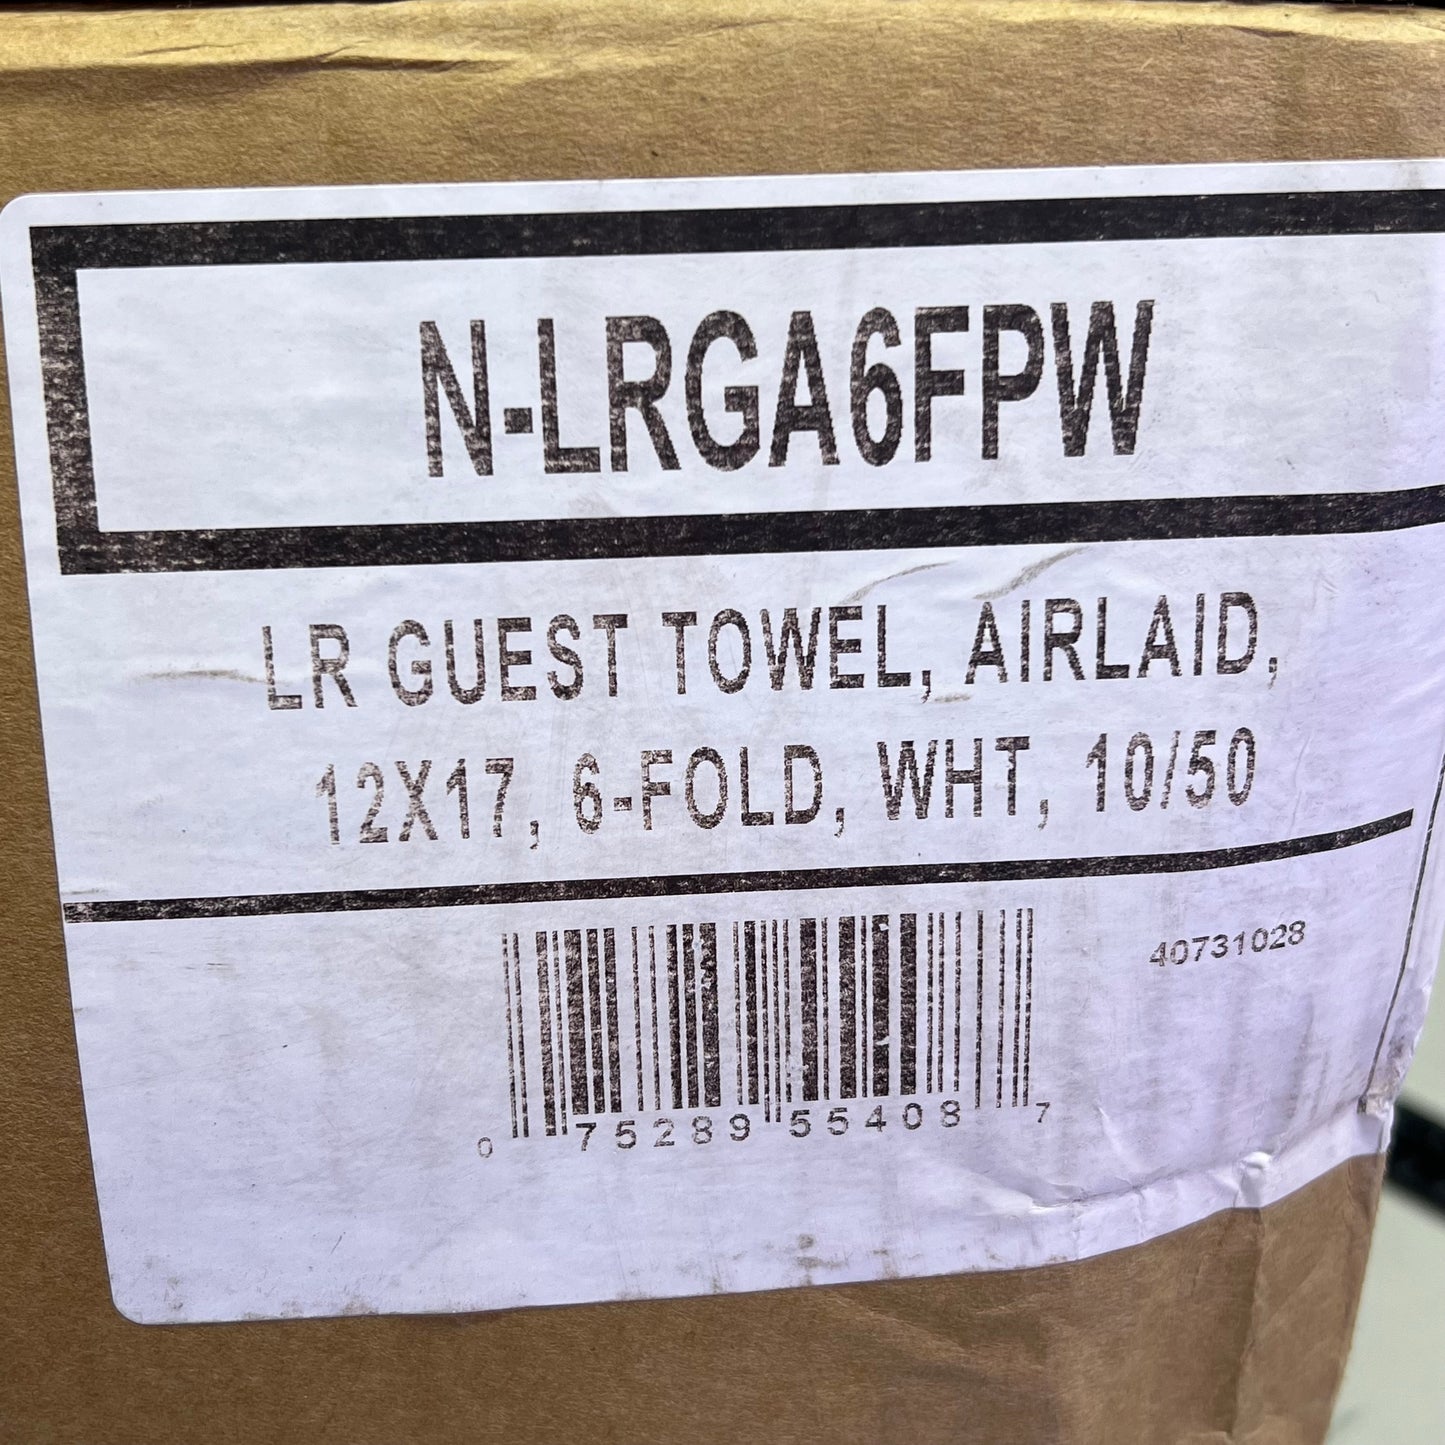 N-LRGA6FPW
LR GUEST TOWEL, AIRLAID,
12X17, 6-FOLD, WHT, 10/50
40731028
0 75289 55408 7